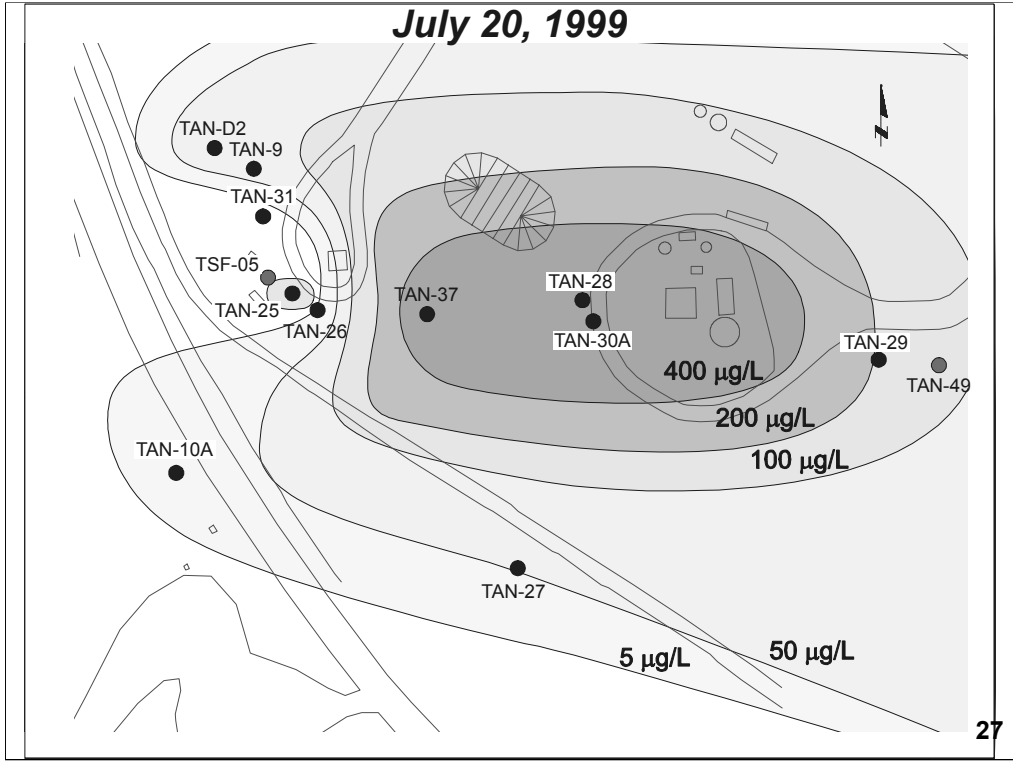 July 20, 1999
N
TAN-D2
TAN-9
TAN-31
TSF-05
TAN-25
TAN-26
TAN-37
TAN-28
TAN-30A
TAN-29
TAN-49
400 µg/L
200 µg/L
100 µg/L
TAN-10A
TAN-27
5 µg/L
50 µg/L
27